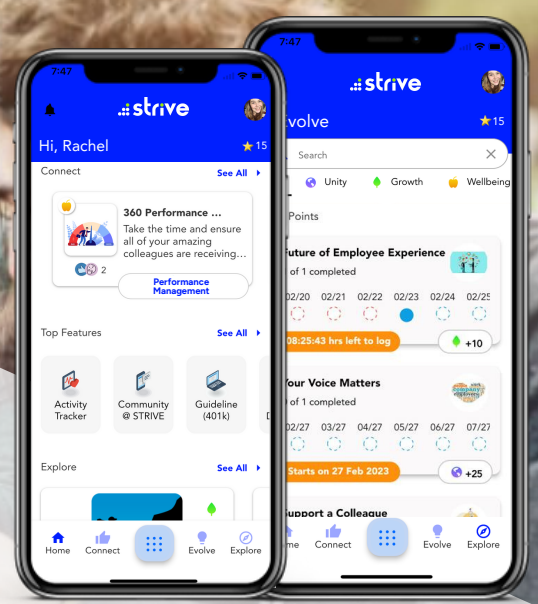 7:47
strive
Hi, Rachel
15
Connect
See All
360 Performance ...
Take the time and ensure
all of your amazing
colleagues are receiving...
2
Performance
Management
Top Features
See All
Activity
Tracker
Community
@ STRIVE
Guideline
(401k)
Explore
See All
Home
Connect
Evolve
Explore
7:47
strive
Evolve
15
Search
Unity
Growth
Wellbeing
Points
Future of Employee Experience
of 1 completed
02/20 02/21 02/22 02/23 02/24 02/25
08:25:43 hrs left to log
+10
Your Voice Matters
of 1 completed
02/27 03/27 04/27 05/27 06/27 07/27
Starts on 27 Feb 2023
+25
Support a Colleague
me
Connect
Evolve
Explore